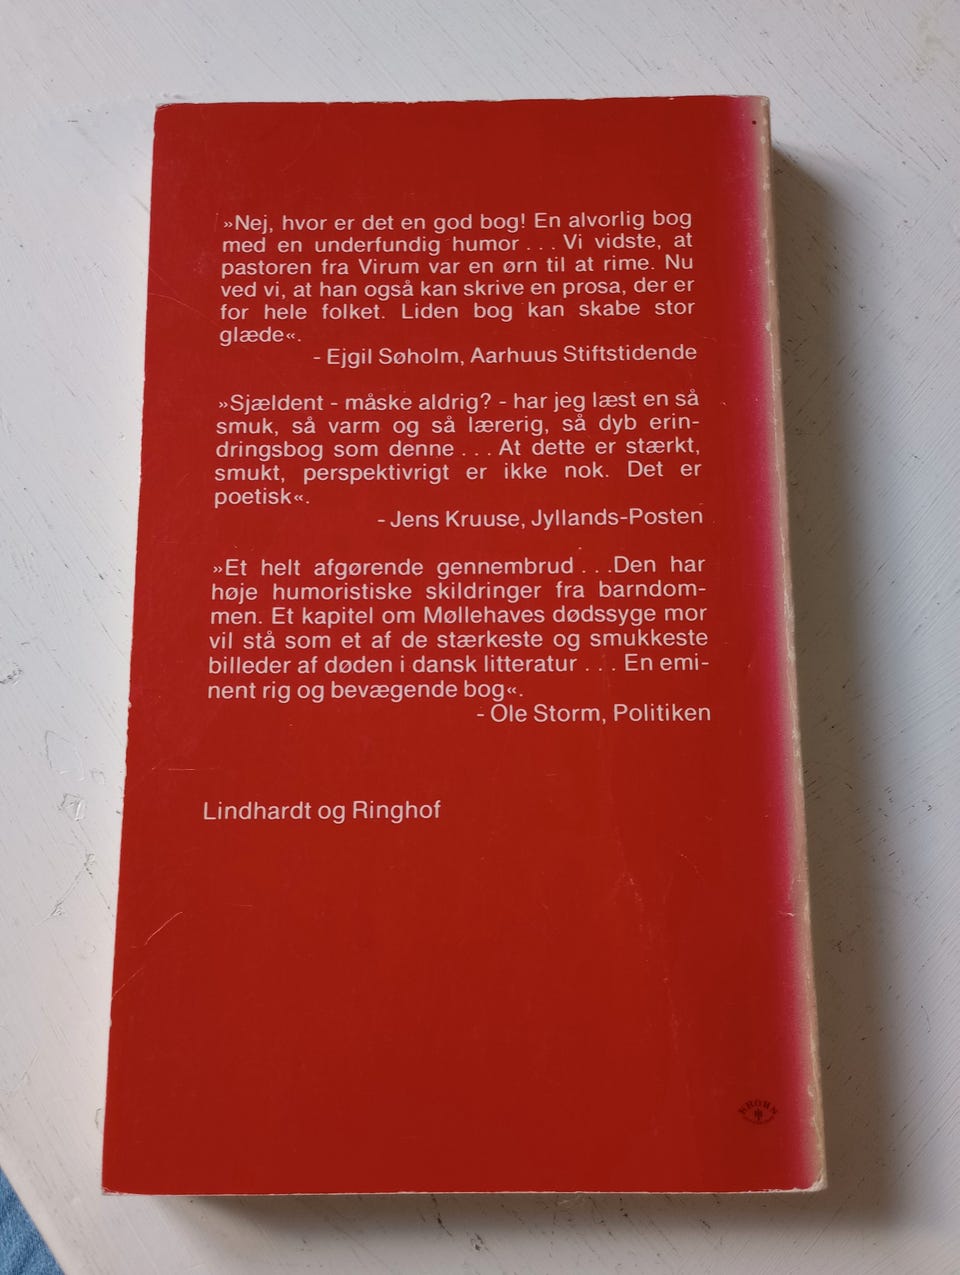 »Nej, hvor er det en god bog! En alvorlig bog
med en underfundig humor . . . Vi vidste, at
pastoren fra Virum var en ørn til at rime. Nu
ved vi, at han også kan skrive en prosa, der er
for hele folket. Liden bog kan skabe stor
glæde«.
- Ejgil Søholm, Aarhuus Stiftstidende
»Sjældent - måske aldrig? - har jeg læst en så
smuk, så varm og så lærerig, så dyb erin-
dringsbog som denne . . . At dette er stærkt,
smukt, perspektivrigt er ikke nok. Det er
poetisk«.
- Jens Kruuse, Jyllands-Posten
»Et helt afgørende gennembrud . . .Den har
høje humoristiske skildringer fra barndom-
men. Et kapitel om Møllehaves dødssyge mor
vil stå som et af de stærkeste og smukkeste
billeder af døden i dansk litteratur . . . En emi-
nent rig og bevægende bog«.
- Ole Storm, Politiken
Lindhardt og Ringhof
KROHN